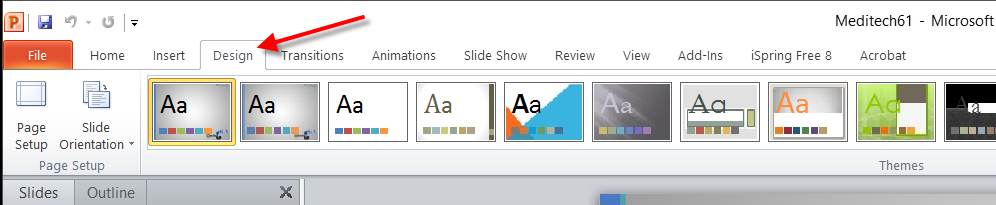 P
Meditech61 - Microsoft
File Home Insert Design Transitions Animations Slide Show Review View Add-Ins iSpring Free 8 Acrobat
Aa Aa Aa Aa Aa Aa Aa Aa Aa Aa
Page Setup
Slide Orientation
Page Setup Themes
Slides Outline